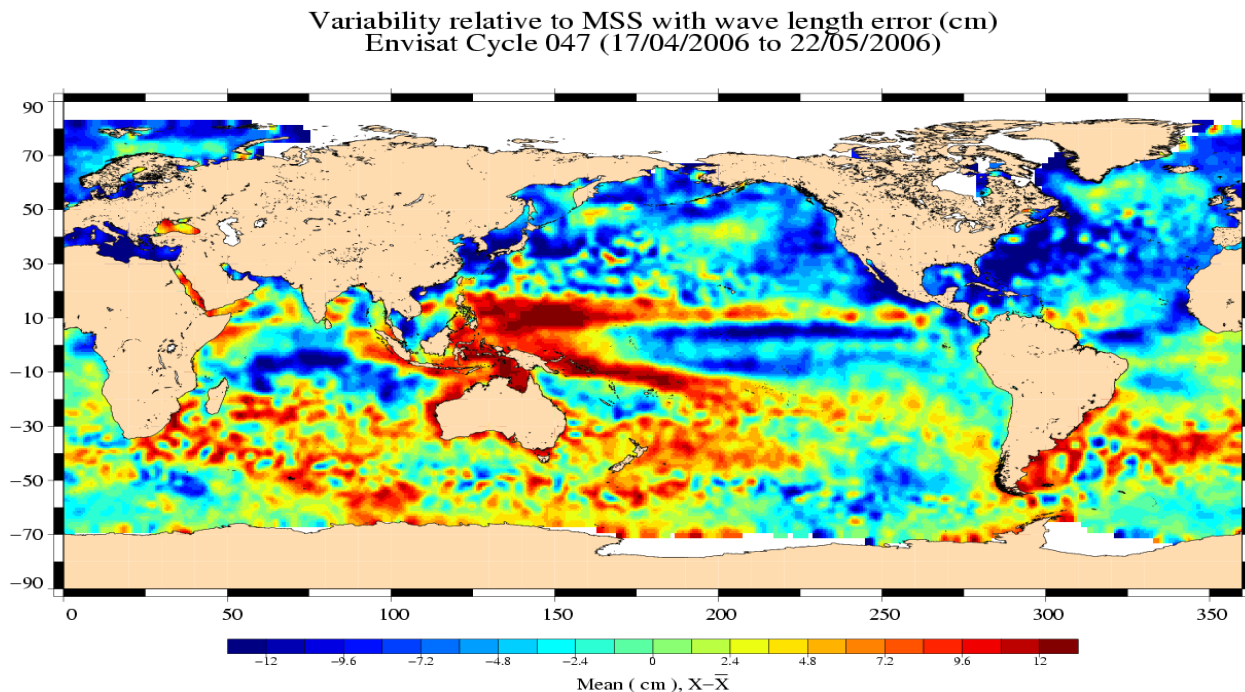 Variability relative to MSS with wave length error (cm)
Envisat Cycle 047 (17/04/2006 to 22/05/2006)
90
70
50
30
10
−10
−30
−50
−70
−90
0 50 100 150 200 250 300 350
−12 −9.6 −7.2 −4.8 −2.4 0 2.4 4.8 7.2 9.6 12
Mean ( cm ), X−X̅